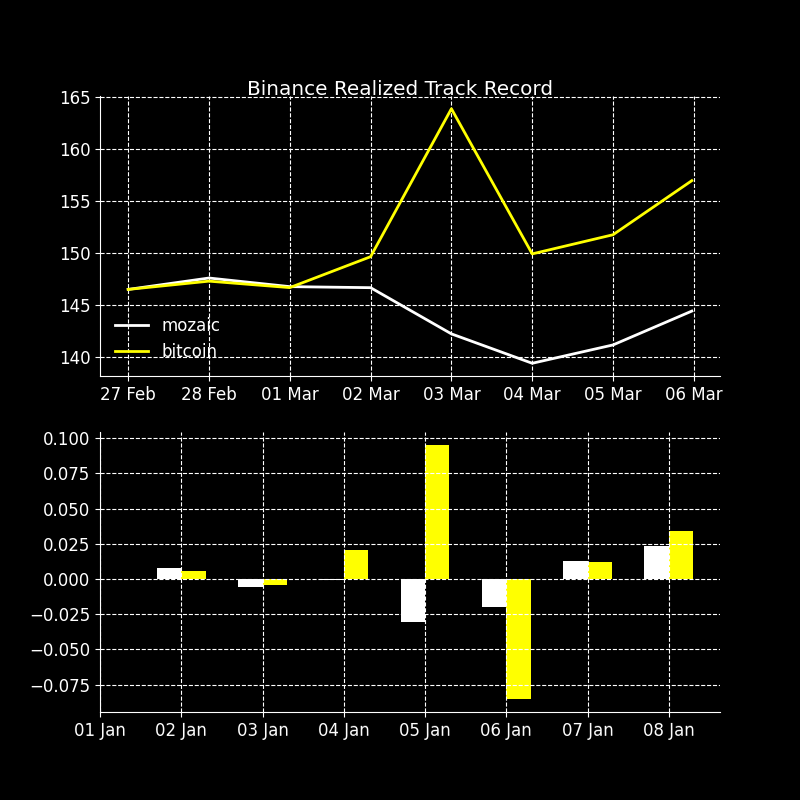 Binance Realized Track Record
165
160
155
150
145
140
mozaic
bitcoin
27 Feb 28 Feb 01 Mar 02 Mar 03 Mar 04 Mar 05 Mar 06 Mar
0.100
0.075
0.050
0.025
0.000
−0.025
−0.050
−0.075
01 Jan 02 Jan 03 Jan 04 Jan 05 Jan 06 Jan 07 Jan 08 Jan